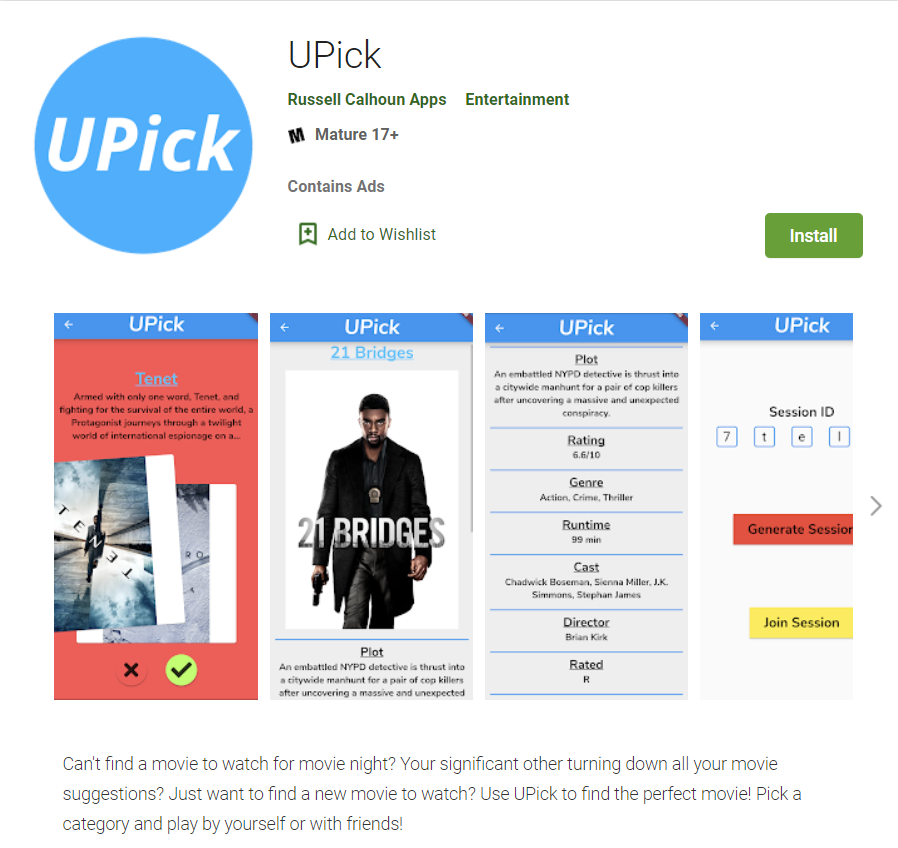 UPick
UPick
Russell Calhoun Apps Entertainment
M Mature 17+
Contains Ads
Add to Wishlist
Install
UPick
Tenet
Armed with only one word, Tenet, and
fighting for the survival of the entire world, a
Protagonist journeys through a twilight
world of international espionage on a...
TENET
RO
UPick
21 Bridges
21 BRIDGES
Plot
An embattled NYPD detective is thrust into
a citywide manhunt for a pair of cop killers
after uncovering a massive and unexpected
UPick
Plot
An embattled NYPD detective is thrust into
a citywide manhunt for a pair of cop killers
after uncovering a massive and unexpected
conspiracy.
Rating
6.6/10
Genre
Action, Crime, Thriller
Runtime
99 min
Cast
Chadwick Boseman, Sienna Miller, J.K.
Simmons, Stephan James
Director
Brian Kirk
Rated
R
UPick
Session ID
7 t e l
Generate Session
Join Session
Can't find a movie to watch for movie night? Your significant other turning down all your movie
suggestions? Just want to find a new movie to watch? Use UPick to find the perfect movie! Pick a
category and play by yourself or with friends!